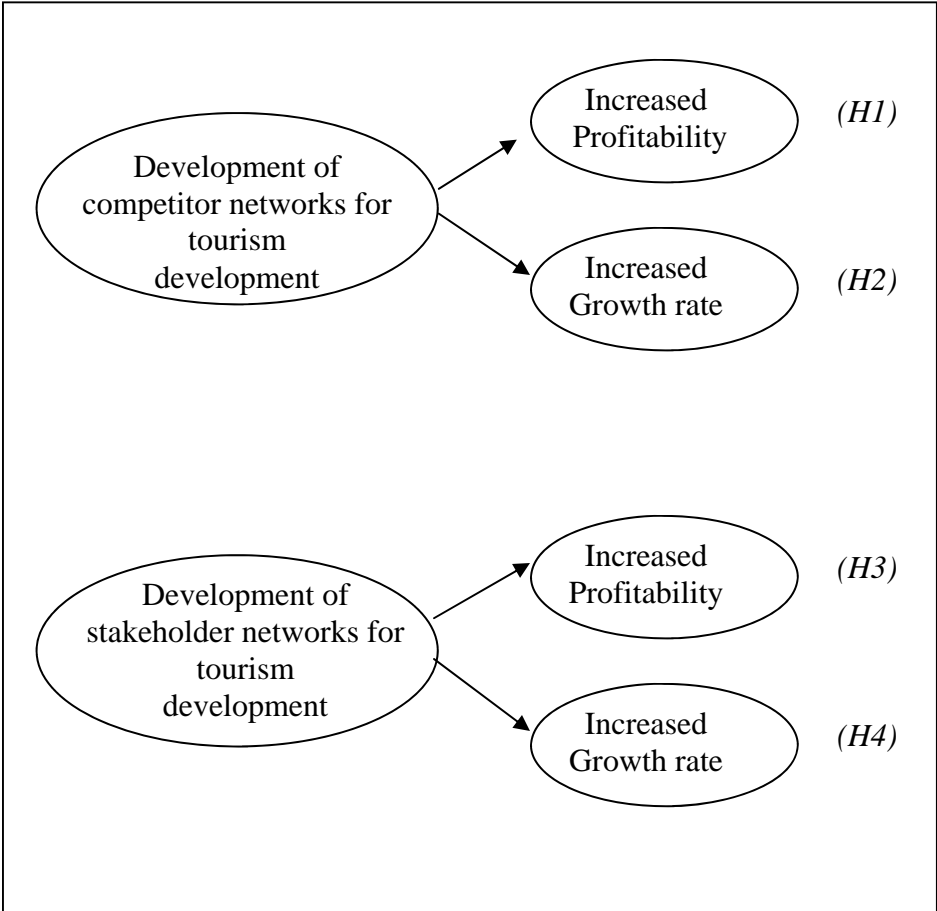 Development of
competitor networks for
tourism
development
Increased
Profitability
(H1)
Increased
Growth rate
(H2)
Development of
stakeholder networks for
tourism
development
Increased
Profitability
(H3)
Increased
Growth rate
(H4)